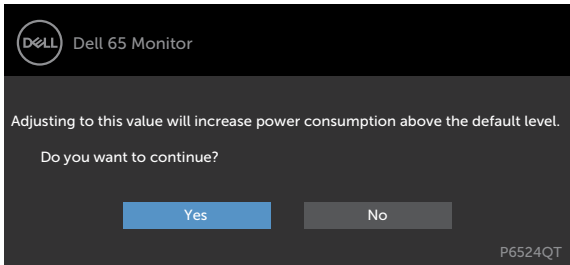 DELL Dell 65 Monitor
Adjusting to this value will increase power consumption above the default level.
Do you want to continue?
Yes No
P6524QT